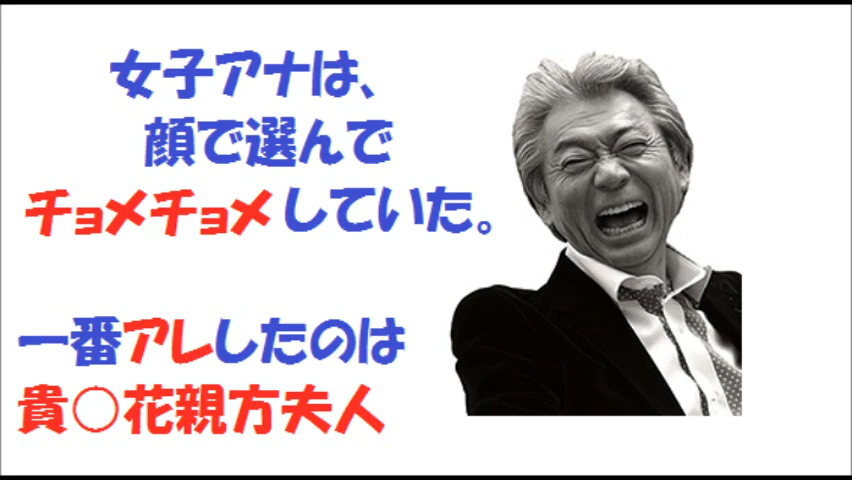 女子アナは、
顔で選んで
チョメチョメしていた。
一番アレしたのは
貴○花親方夫人